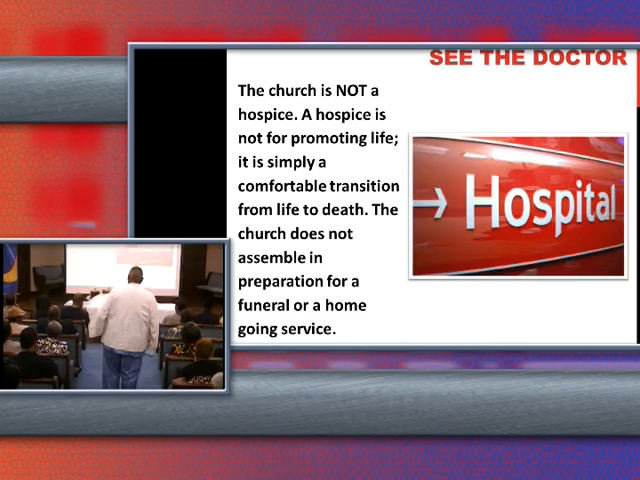 SEE THE DOCTOR
The church is NOT a
hospice. A hospice is
not for promoting life;
it is simply a
comfortable transition
from life to death. The
church does not
assemble in
preparation for a
funeral or a home
going service.
→ Hospital